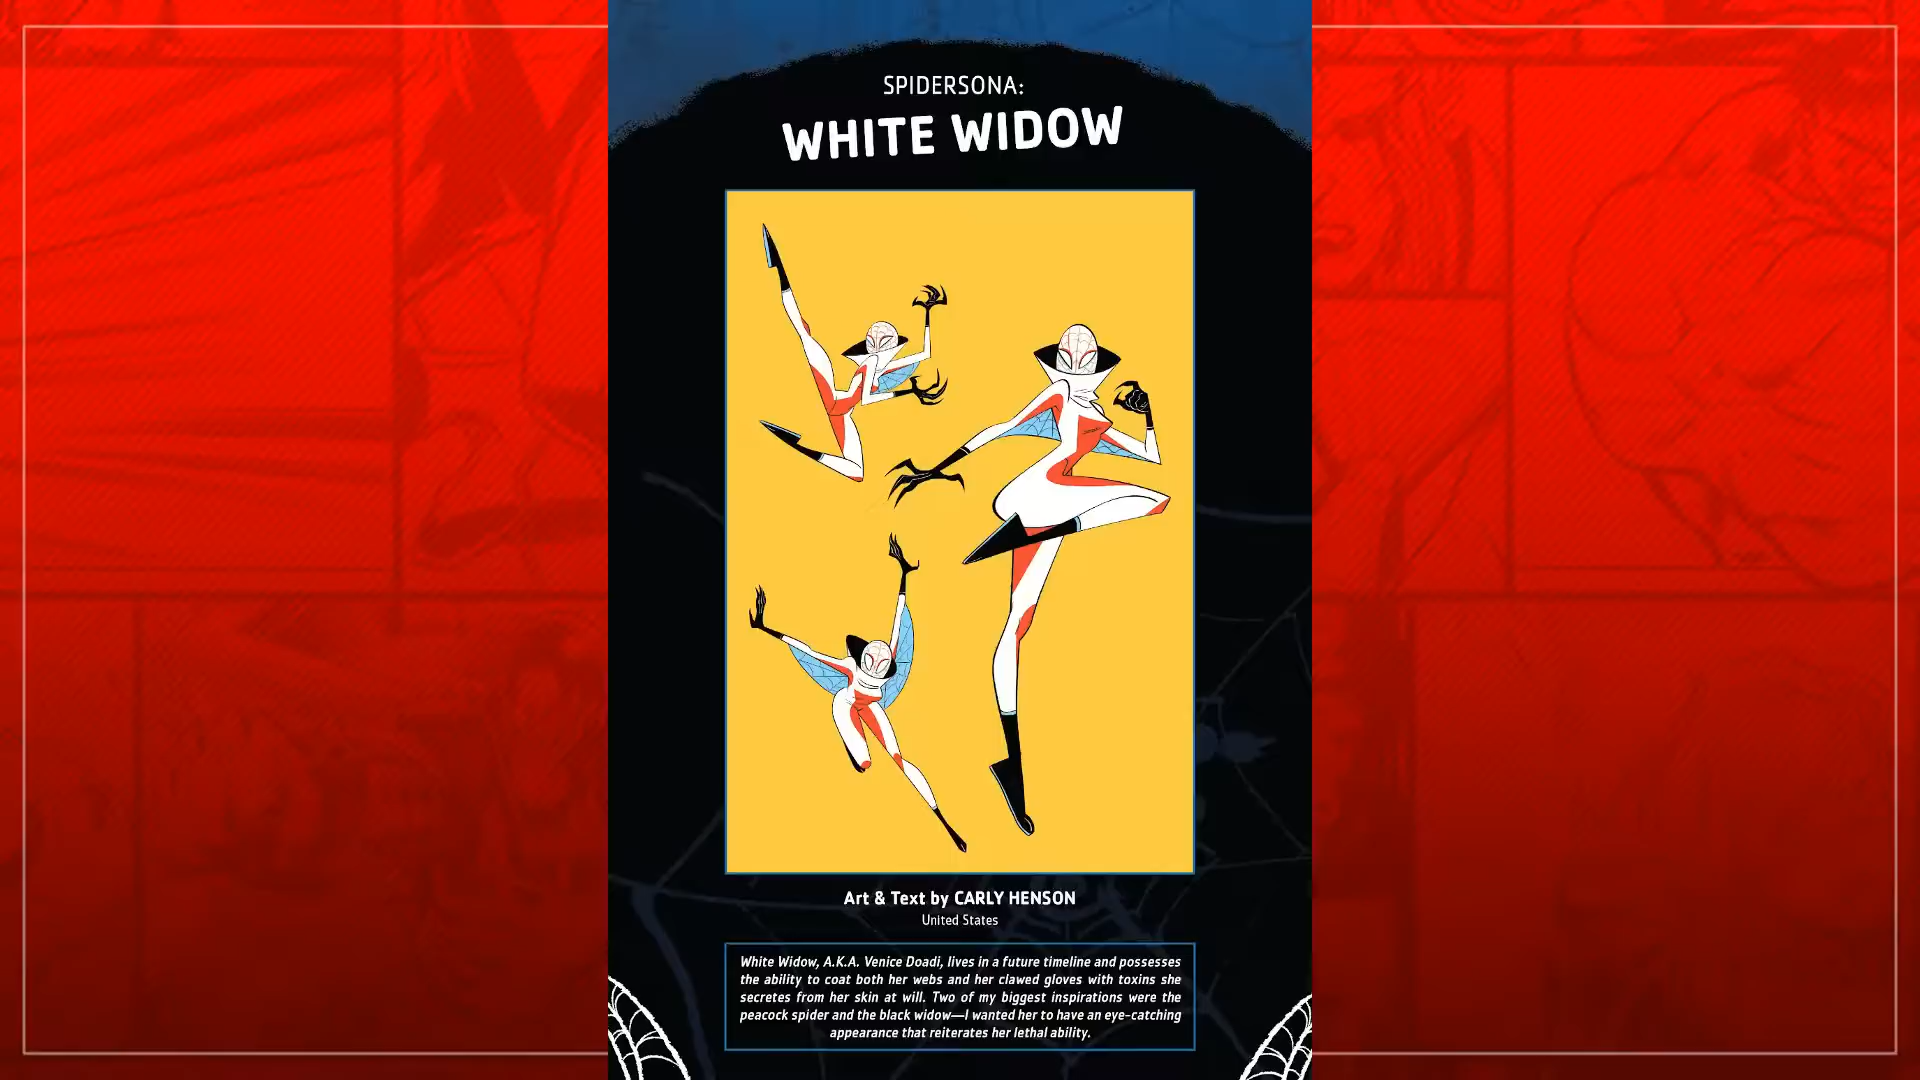 SPIDERSONA:
WHITE WIDOW
Art & Text by CARLY HENSON
United States
White Widow, A.K.A. Venice Doadi, lives in a future timeline and possesses
the ability to coat both her webs and her clawed gloves with toxins she
secretes from her skin at will. Two of my biggest inspirations were the
peacock spider and the black widow—I wanted her to have an eye-catching
appearance that reiterates her lethal ability.